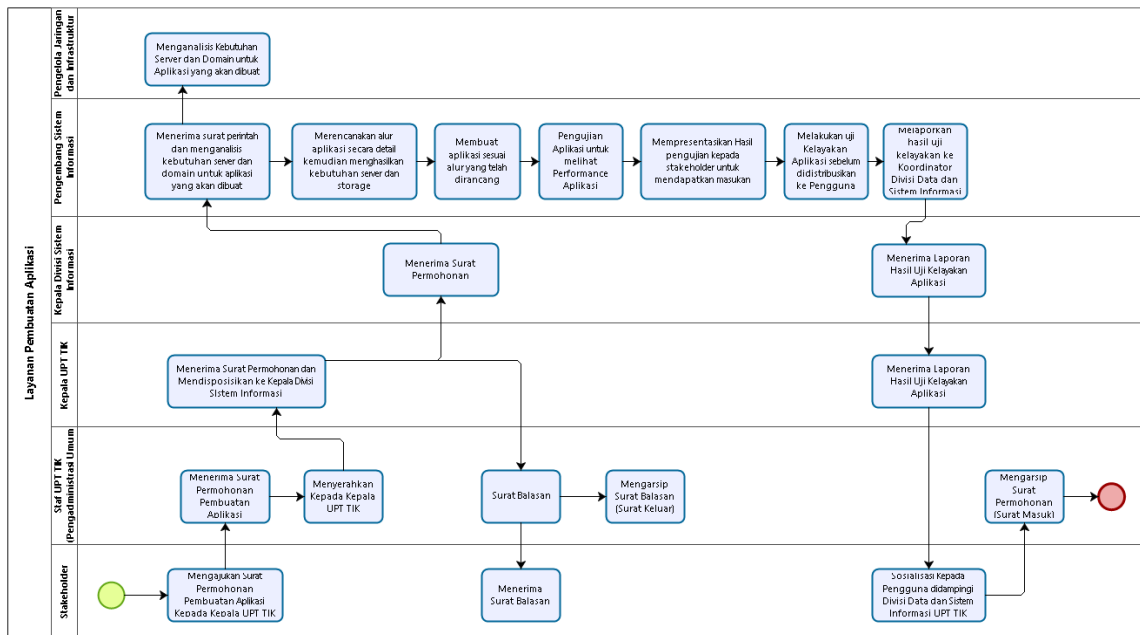 Layanan Pembuatan Aplikasi
Pengelola Jaringan
dan Infrastruktur
Menganalisis Kebutuhan
Server dan Domain untuk
Aplikasi yang akan dibuat
Pengembang Sistem
Informasi
Menerima surat perintah
dan menganalisis
kebutuhan server dan
domain untuk aplikasi
yang akan dibuat
Merencanakan alur
aplikasi secara detail
kemudian menghasilkan
kebutuhan server dan
storage
Membuat
aplikasi sesuai
alur yang telah
dirancang
Pengujian
Aplikasi untuk
melihat
Performance
Aplikasi
Mempresentasikan Hasil
pengujian kepada
stakeholder untuk
mendapatkan masukan
Melakukan uji
Kelayakan
Aplikasi sebelum
didistribusikan
ke Pengguna
Melaporkan
hasil uji
kelayakan ke
Koordinator
Divisi Data dan
Sistem Informasi
Kepala Divisi Sistem
Informasi
Menerima Surat
Permohonan
Menerima Laporan
Hasil Uji Kelayakan
Aplikasi
Kepala UPT TIK
Menerima Surat Permohonan dan
Mendisposisikan ke Kepala Divisi
SIstem Informasi
Menerima Laporan
Hasil Uji Kelayakan
Aplikasi
Staf UPT TIK
(Pengadministrasi Umum)
Menerima Surat
Permohonan
Pembuatan
Aplikasi
Menyerahkan
Kepada Kepala
UPT TIK
Surat Balasan
Mengarsip
Surat Balasan
(Surat Keluar)
Mengarsip
Surat
Permohonan
(Surat Masuk)
Stakeholder
Mengajukan Surat
Permohonan
Pembuatan Aplikasi
Kepada Kepala UPT TIK
Menerima
Surat Balasan
Sosialisasi Kepada
Pengguna didampingi
Divisi Data dan Sistem
Informasi UPT TIK